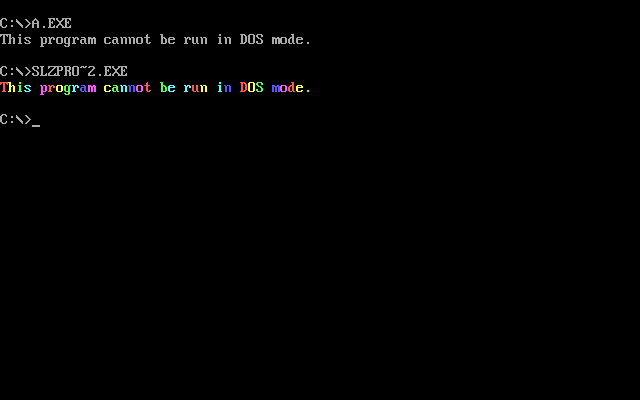 C:\>A.EXE
This program cannot be run in DOS mode.
C:\>SLZPRO~2.EXE
This program cannot be run in DOS mode.
C:\>_